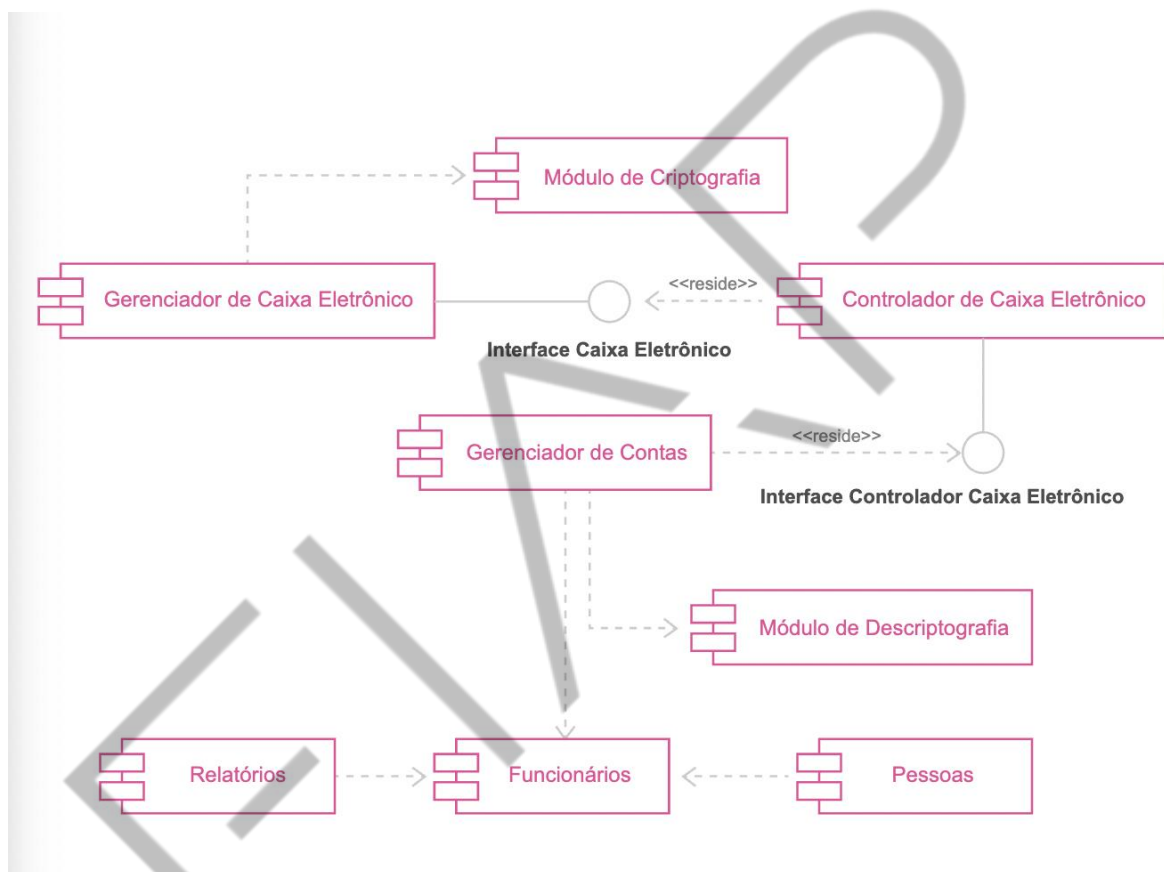 Módulo de Criptografia
Gerenciador de Caixa Eletrônico
<<reside>>
Controlador de Caixa Eletrônico
Interface Caixa Eletrônico
Gerenciador de Contas
<<reside>>
Interface Controlador Caixa Eletrônico
Módulo de Descriptografia
Relatórios
Funcionários
Pessoas
FIAP